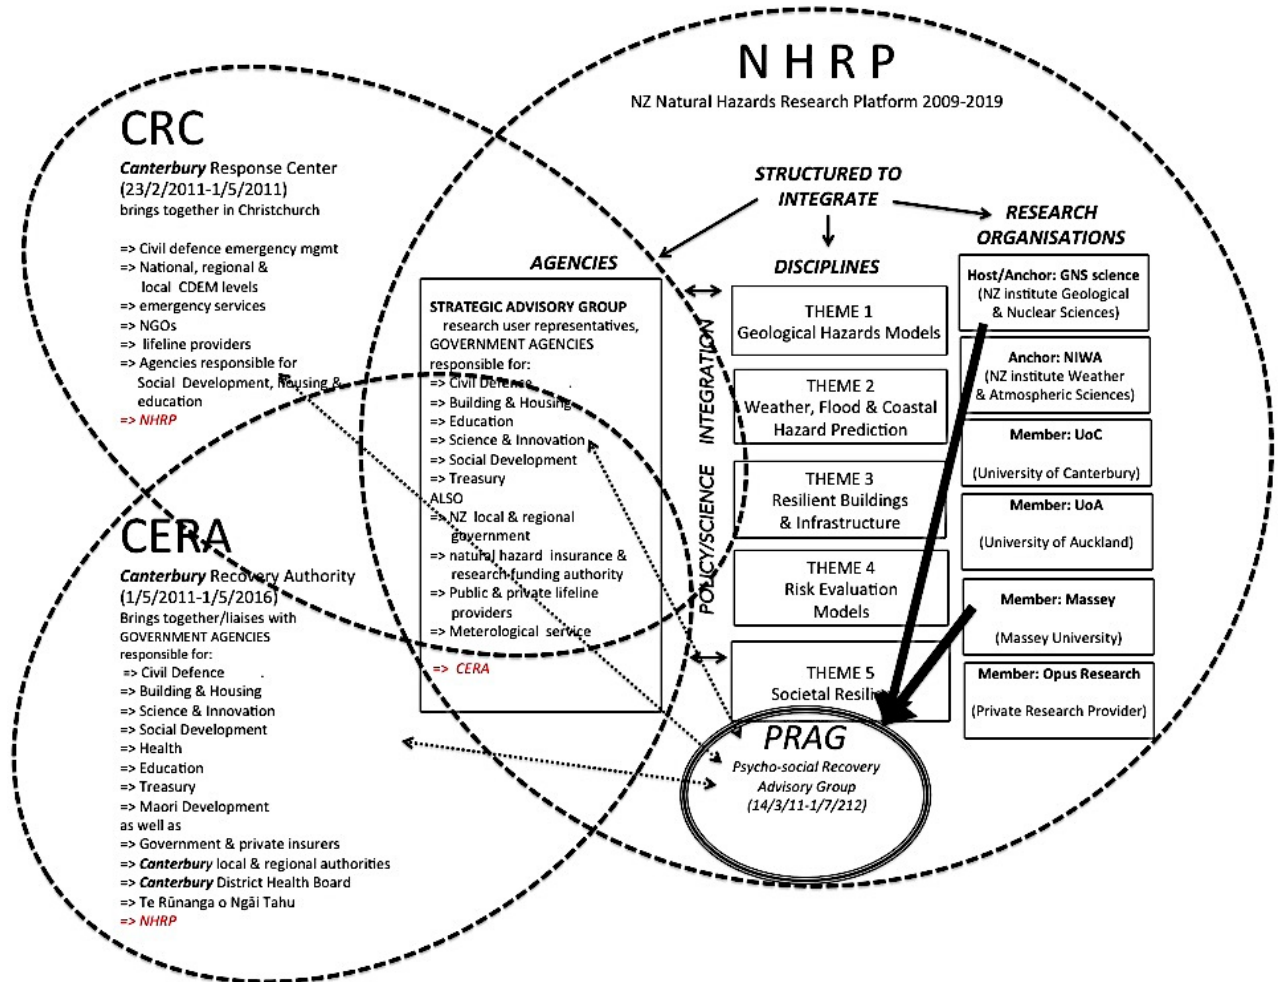 N H R P
NZ Natural Hazards Research Platform 2009-2019
CRC
Canterbury Response Center
(23/2/2011-1/5/2011)
brings together in Christchurch
=> Civil defence emergency mgmt
=> National, regional &
local CDEM levels
=> emergency services
=> NGOs
=> lifeline providers
=> Agencies responsible for
Social Development, housing &
education
=> NHRP
CERA
Canterbury Recovery Authority
(1/5/2011-1/5/2016)
Brings together/liaises with
GOVERNMENT AGENCIES
responsible for:
=> Civil Defence .
=> Building & Housing
=> Science & Innovation
=> Social Development
=> Health
=> Education
=> Treasury
=> Maori Development
as well as
=> Government & private insurers
=> Canterbury local & regional authorities
=> Canterbury District Health Board
=> Te Rūnanga o Ngāi Tahu
=> NHRP
STRUCTURED TO
INTEGRATE
AGENCIES
STRATEGIC ADVISORY GROUP
research user representatives,
GOVERNMENT AGENCIES
responsible for:
=> Civil Defence .
=> Building & Housing
=> Education
=> Science & Innovation
=> Social Development
=> Treasury
ALSO
=> NZ local & regional
government
=> natural hazard insurance &
research funding authority
=> Public & private lifeline
providers
=> Meterological service
=> CERA
POLICY/SCIENCE INTEGRATION
DISCIPLINES
THEME 1
Geological Hazards Models
THEME 2
Weather, Flood & Coastal
Hazard Prediction
THEME 3
Resilient Buildings
& Infrastructure
THEME 4
Risk Evaluation
Models
THEME 5
Societal
PRAG
Psycho-social Recovery
Advisory Group
(14/3/11-1/7/212)
RESEARCH
ORGANISATIONS
Host/Anchor: GNS science
(NZ institute Geological
& Nuclear Sciences)
Anchor: NIWA
(NZ institute Weather
& Atmospheric Sciences)
Member: UoC
(University of Canterbury)
Member: UoA
(University of Auckland)
Member: Massey
(Massey University)
Member: Opus Research
(Private Research Provider)